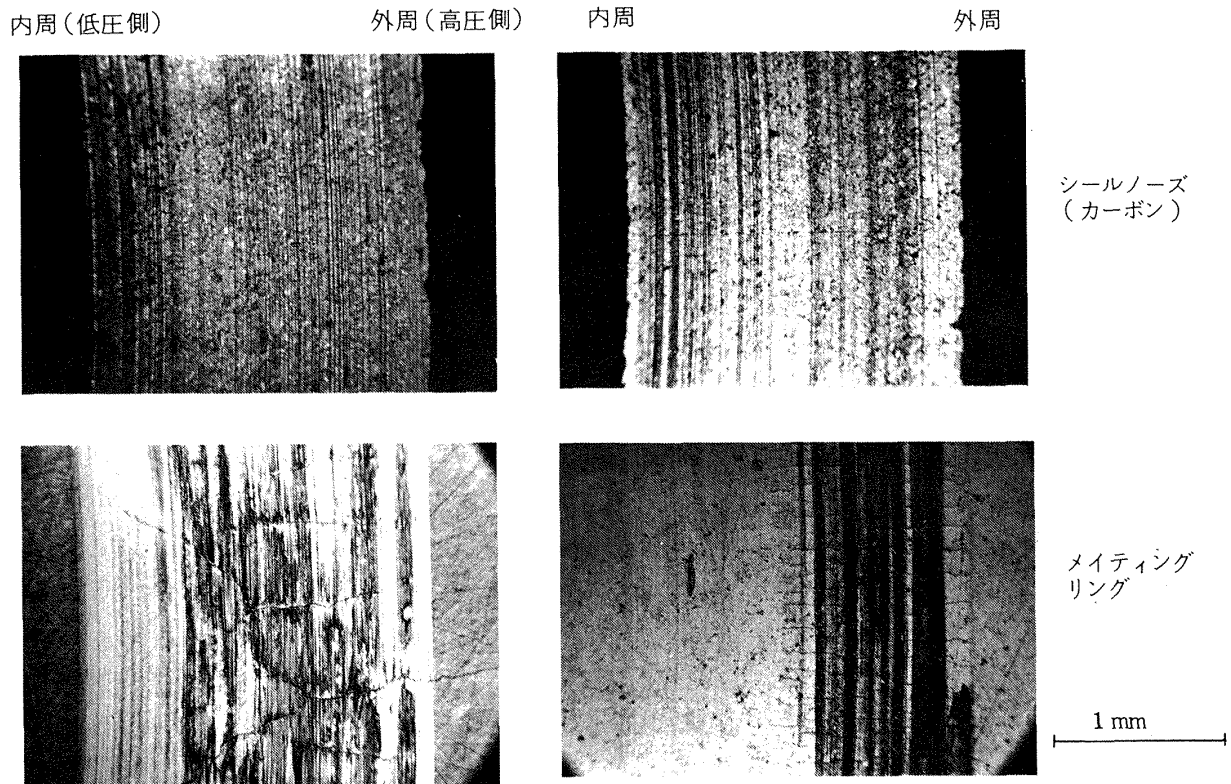 内周(低圧側)
外周(高圧側)
内周
外周
シールノーズ
(カーボン)
メイティング
リング
1 mm